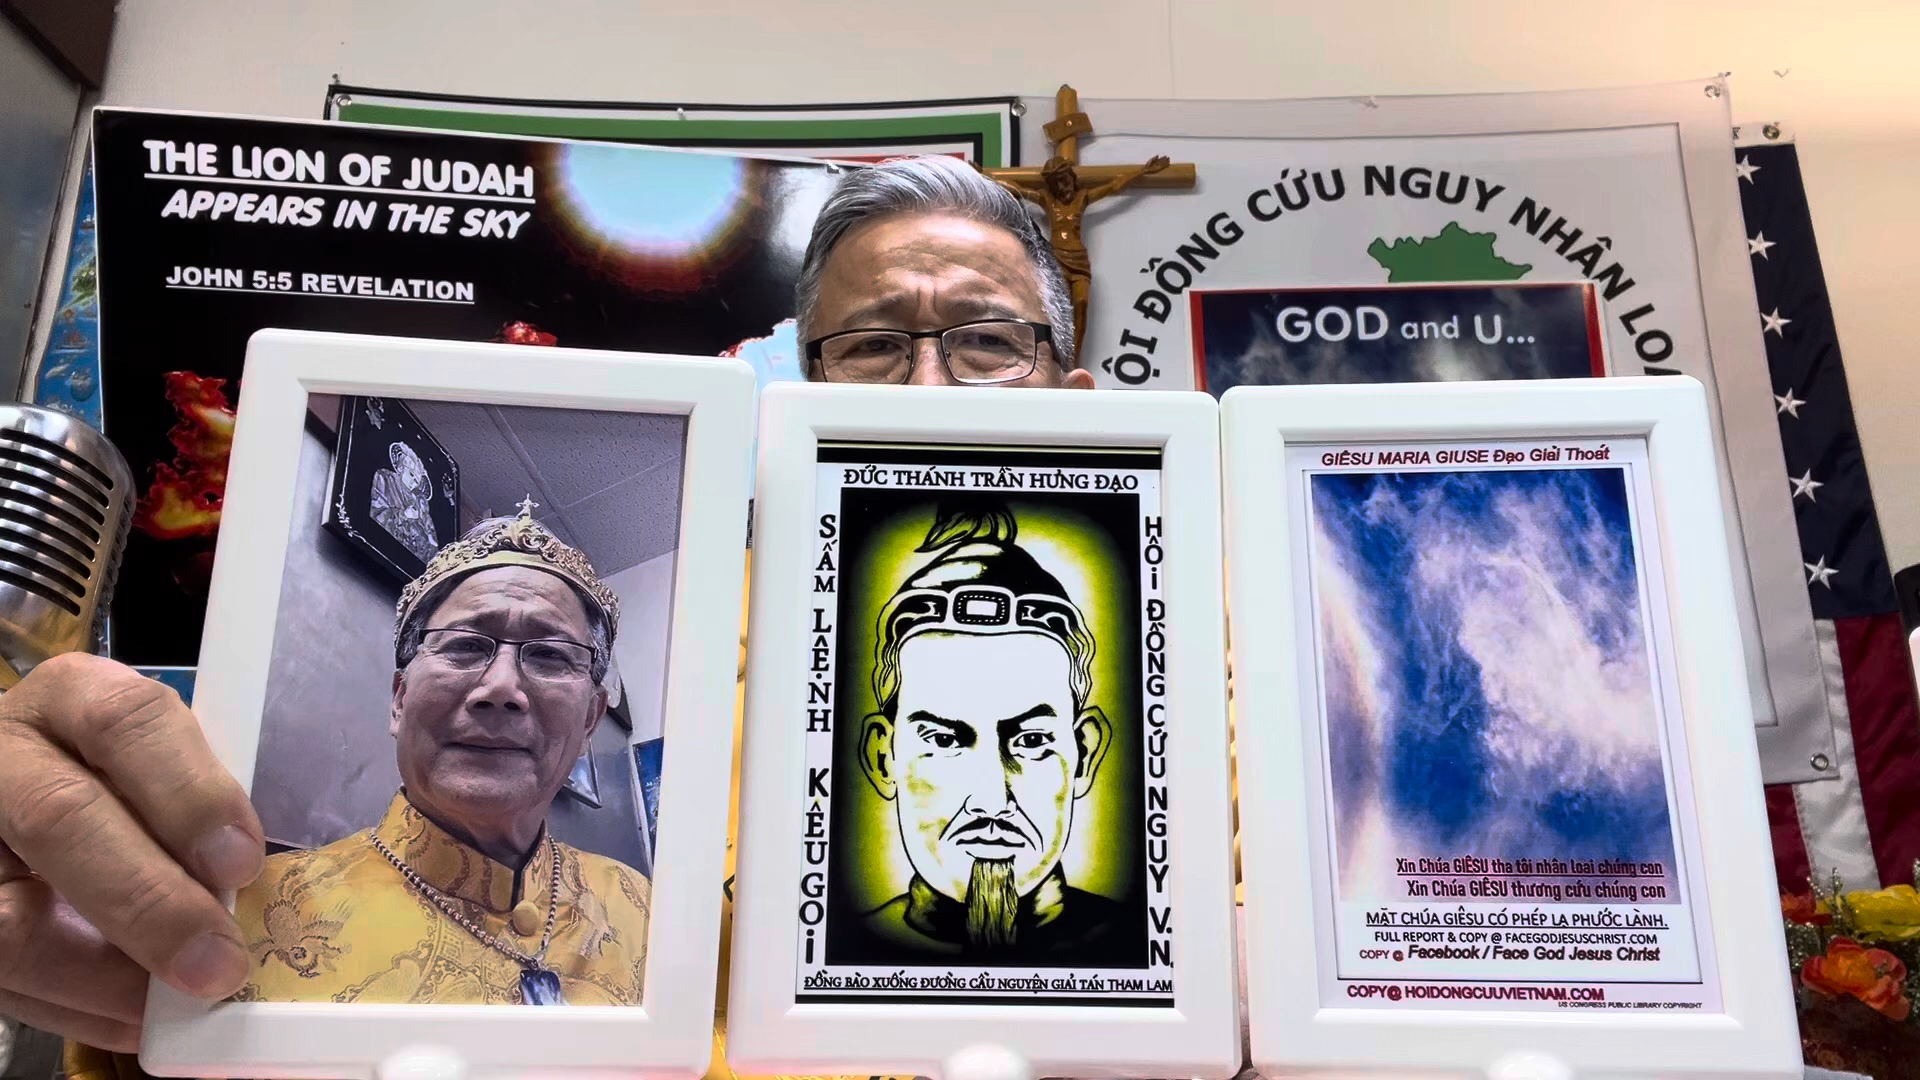 THE LION OF JUDAH
APPEARS IN THE SKY
JOHN 5:5 REVELATION
ỘI ĐỒNG CỨU NGUY NHÂN LOẠ
GOD and U...
ĐỨC THÁNH TRẦN HƯNG ĐẠO
SẤM LỆNH KÊU GỌI
HỘI ĐỒNG CỨU NGUY V.N.
ĐỒNG BÀO XUỐNG ĐƯỜNG CẦU NGUYỆN GIẢI TÁN THAM LAM
GIÊSU MARIA GIUSE Đạo Giải Thoát
Xin Chúa GIÊSU tha tội nhân loại chúng con
Xin Chúa GIÊSU thương cứu chúng con
MẶT CHÚA GIÊSU CÓ PHÉP LẠ PHƯỚC LÀNH.
FULL REPORT & COPY @ FACEGODJESUSCHRIST.COM
COPY @ Facebook / Face God Jesus Christ
COPY@ HOIDONGCUUVIETNAM.COM
US CONGRESS PUBLIC LIBRARY COPYRIGHT